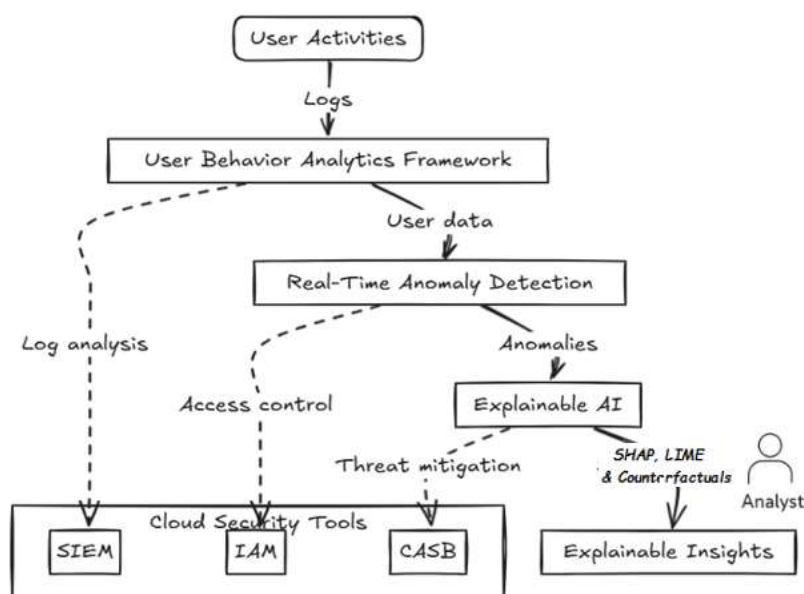 User Activities
Logs
User Behavior Analytics Framework
User data
Real-Time Anomaly Detection
Log analysis
Anomalies
Access control
Explainable AI
Threat mitigation
SHAP, LIME
& Countrrfactuals
Analyst
Cloud Security Tools
SIEM
IAM
CASB
Explainable Insights